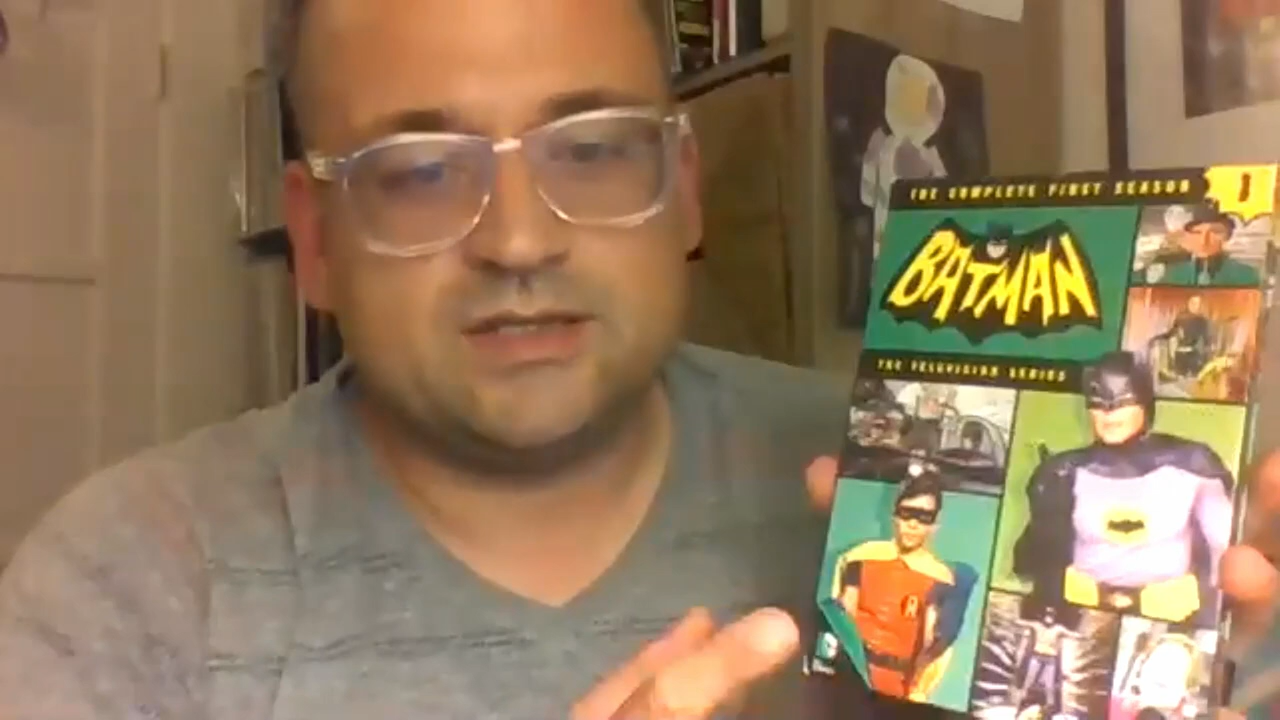 THE COMPLETE FIRST SEASON
1
BATMAN
THE TELEVISION SERIES
R